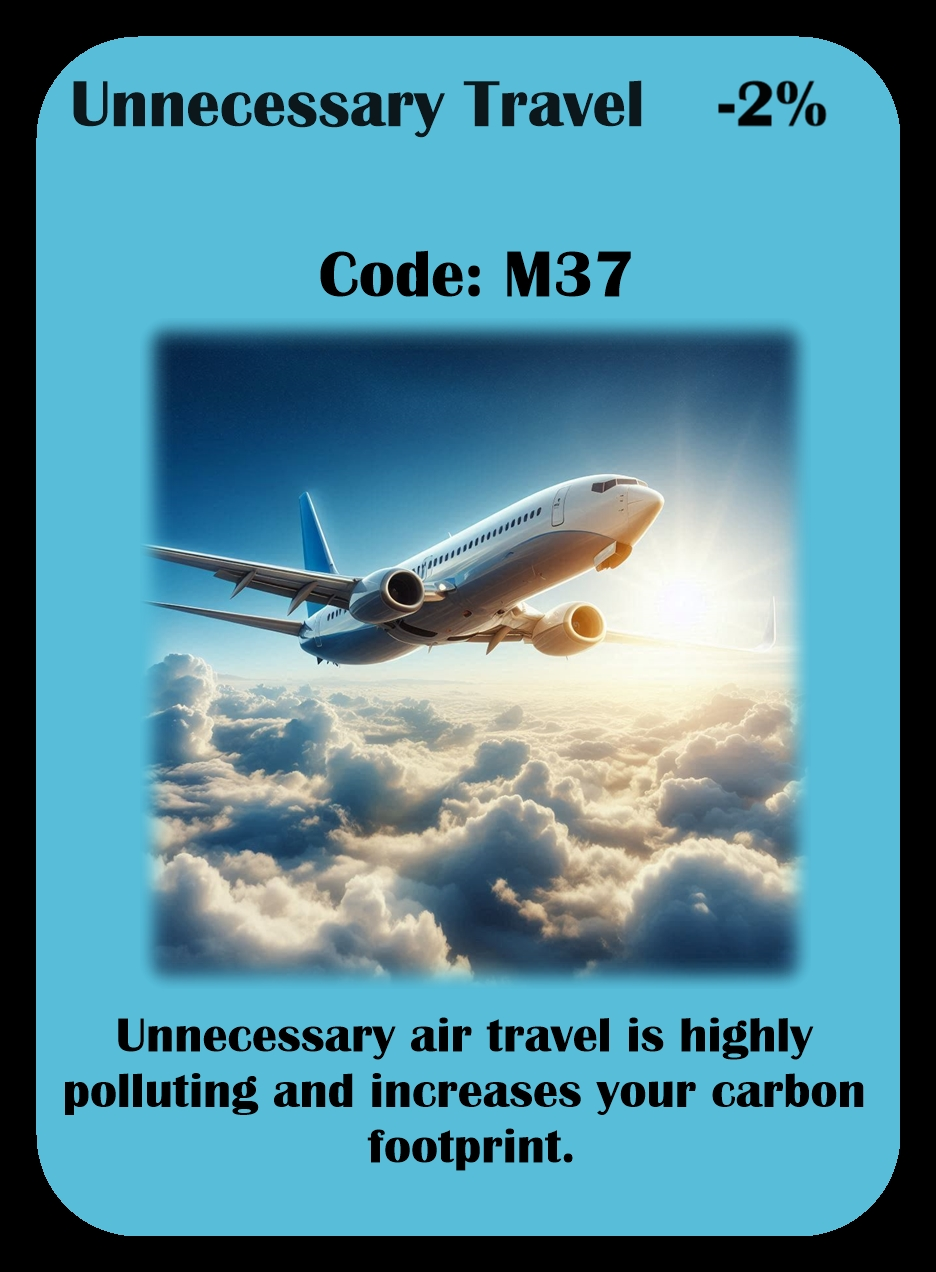 Unnecessary Travel -2%
Code: M37
Unnecessary air travel is highly
polluting and increases your carbon
footprint.